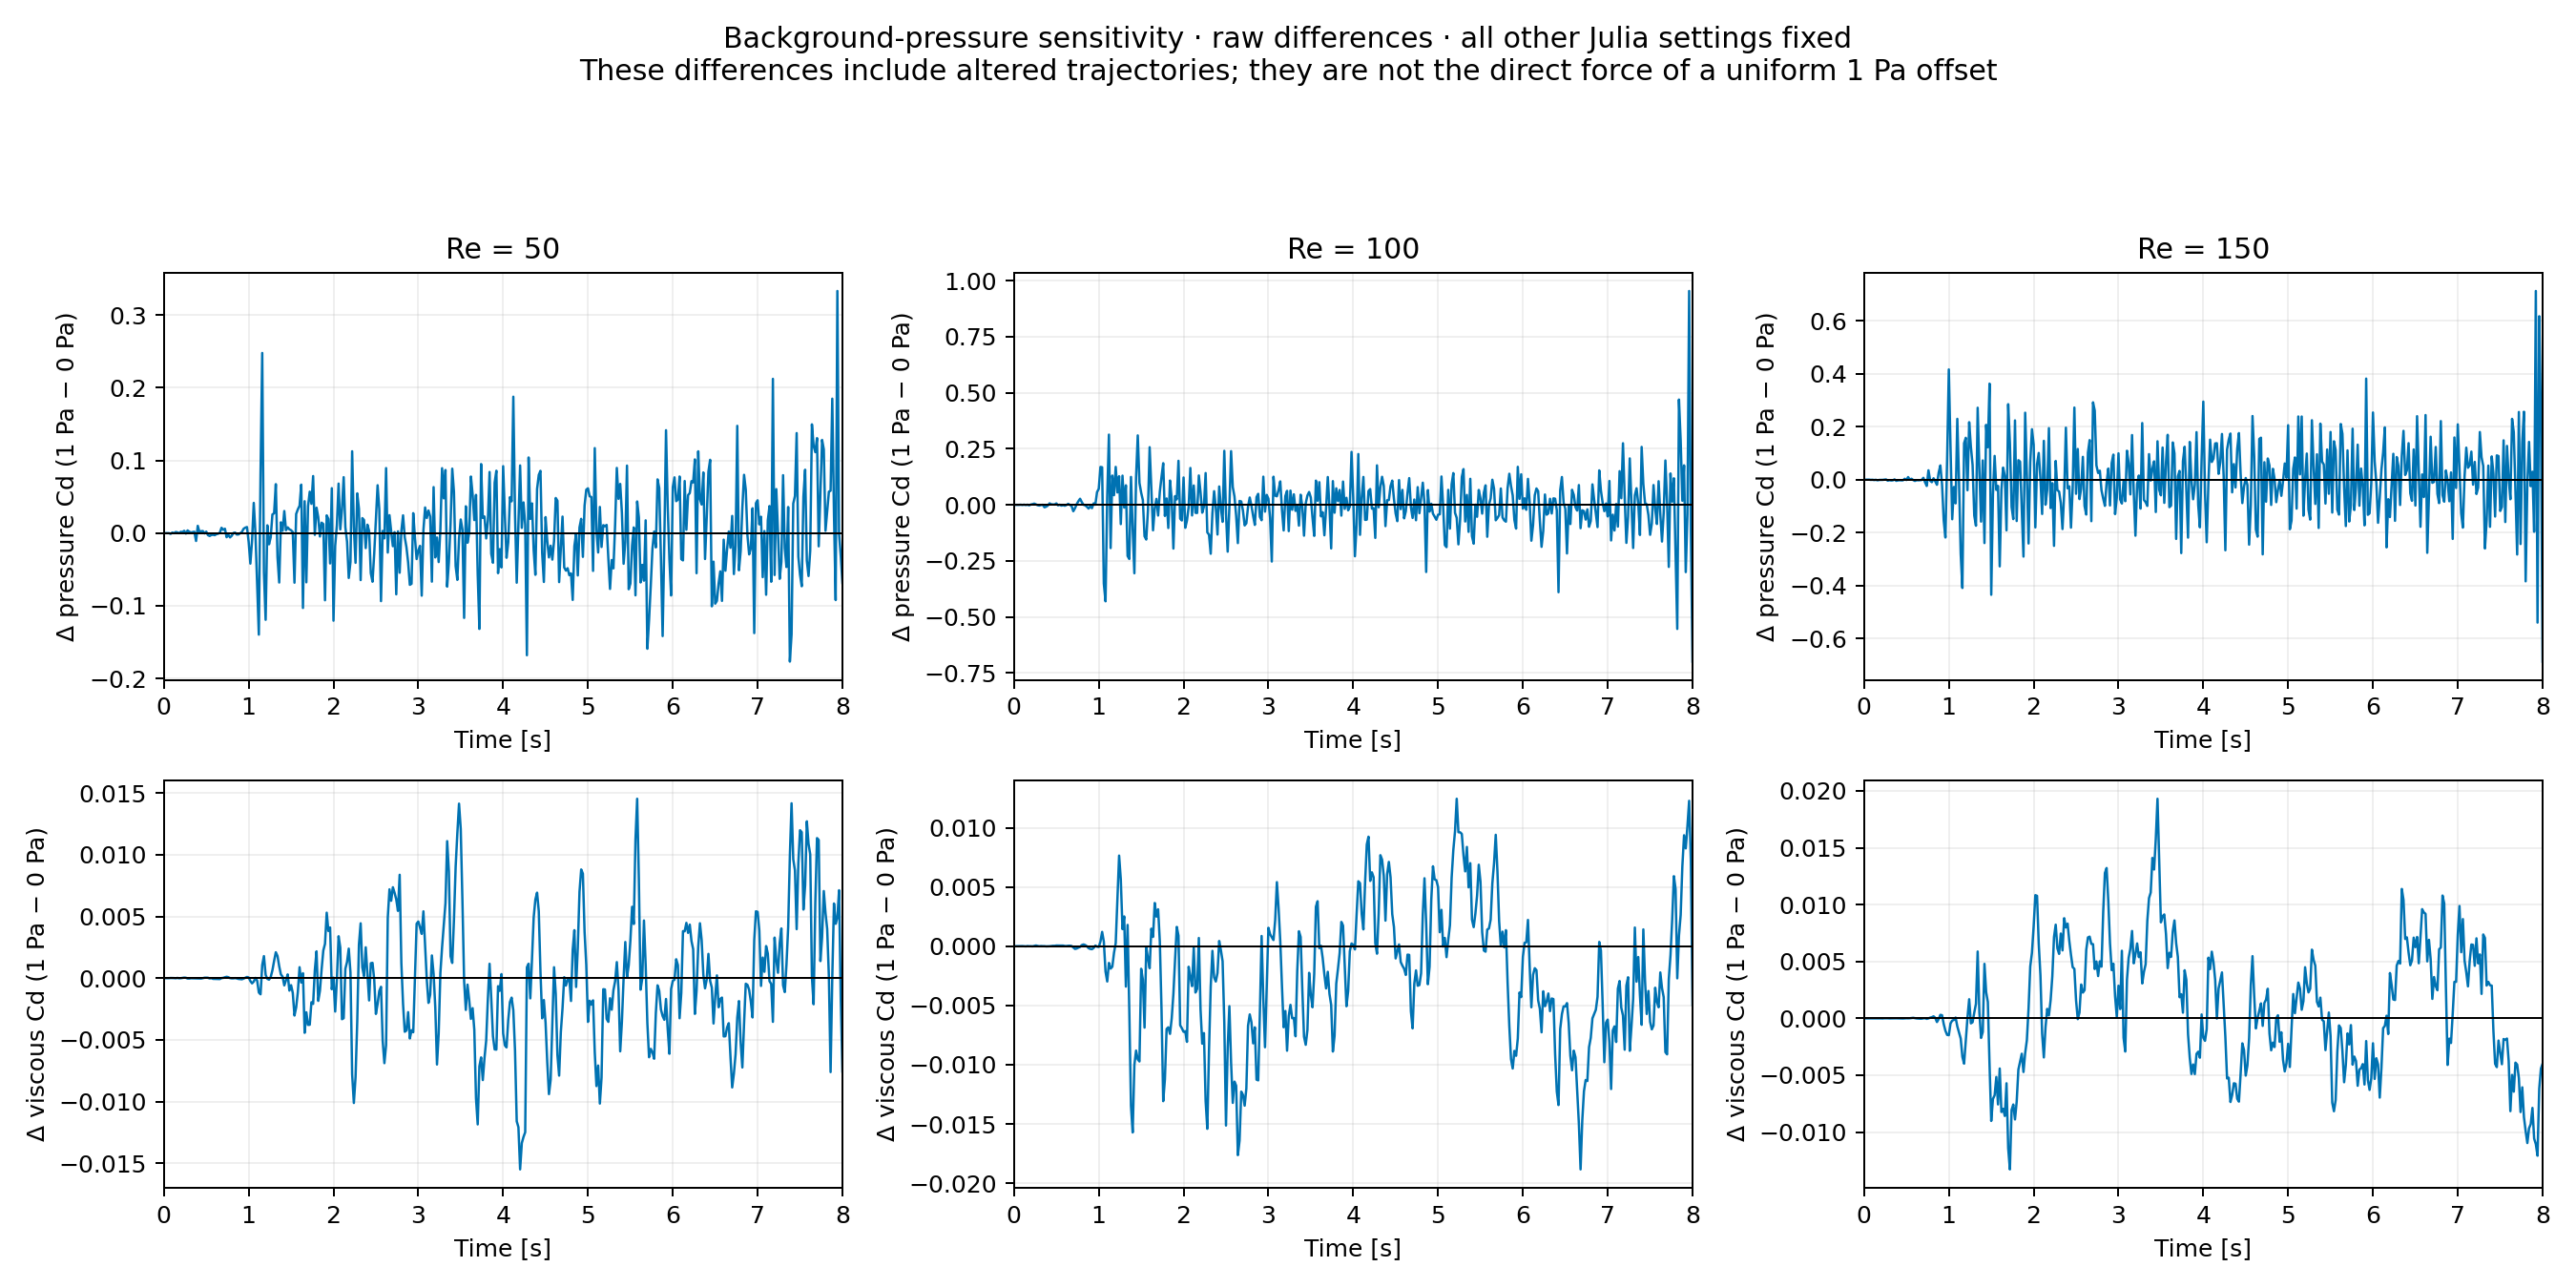 Background-pressure sensitivity · raw differences · all other Julia settings fixed
These differences include altered trajectories; they are not the direct force of a uniform 1 Pa offset
Re = 50
Δ pressure Cd (1 Pa − 0 Pa)
0.3
0.2
0.1
0.0
−0.1
−0.2
0 1 2 3 4 5 6 7 8
Time [s]
Re = 100
Δ pressure Cd (1 Pa − 0 Pa)
1.00
0.75
0.50
0.25
0.00
−0.25
−0.50
−0.75
0 1 2 3 4 5 6 7 8
Time [s]
Re = 150
Δ pressure Cd (1 Pa − 0 Pa)
0.6
0.4
0.2
0.0
−0.2
−0.4
−0.6
0 1 2 3 4 5 6 7 8
Time [s]
Δ viscous Cd (1 Pa − 0 Pa)
0.015
0.010
0.005
0.000
−0.005
−0.010
−0.015
0 1 2 3 4 5 6 7 8
Time [s]
Δ viscous Cd (1 Pa − 0 Pa)
0.010
0.005
0.000
−0.005
−0.010
−0.015
−0.020
0 1 2 3 4 5 6 7 8
Time [s]
Δ viscous Cd (1 Pa − 0 Pa)
0.020
0.015
0.010
0.005
0.000
−0.005
−0.010
0 1 2 3 4 5 6 7 8
Time [s]